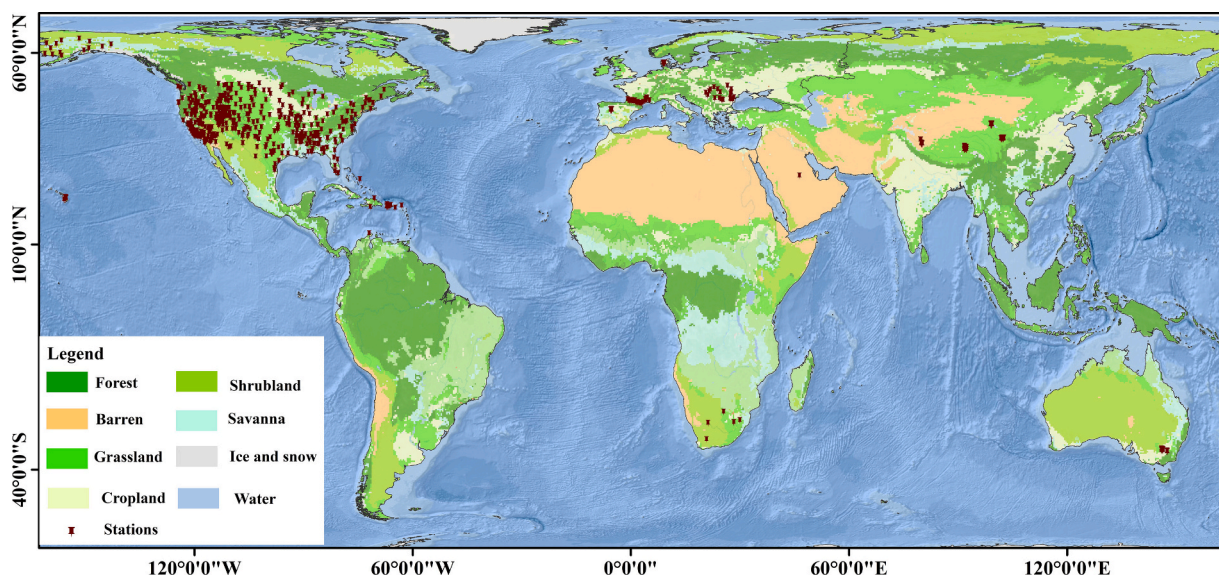 60°0'0"N
10°0'0"N
40°0'0"S
Legend
Forest
Shrubland
Barren
Savanna
Grassland
Ice and snow
Cropland
Water
Stations
120°0'0"W
60°0'0"W
0°0'0"
60°0'0"E
120°0'0"E